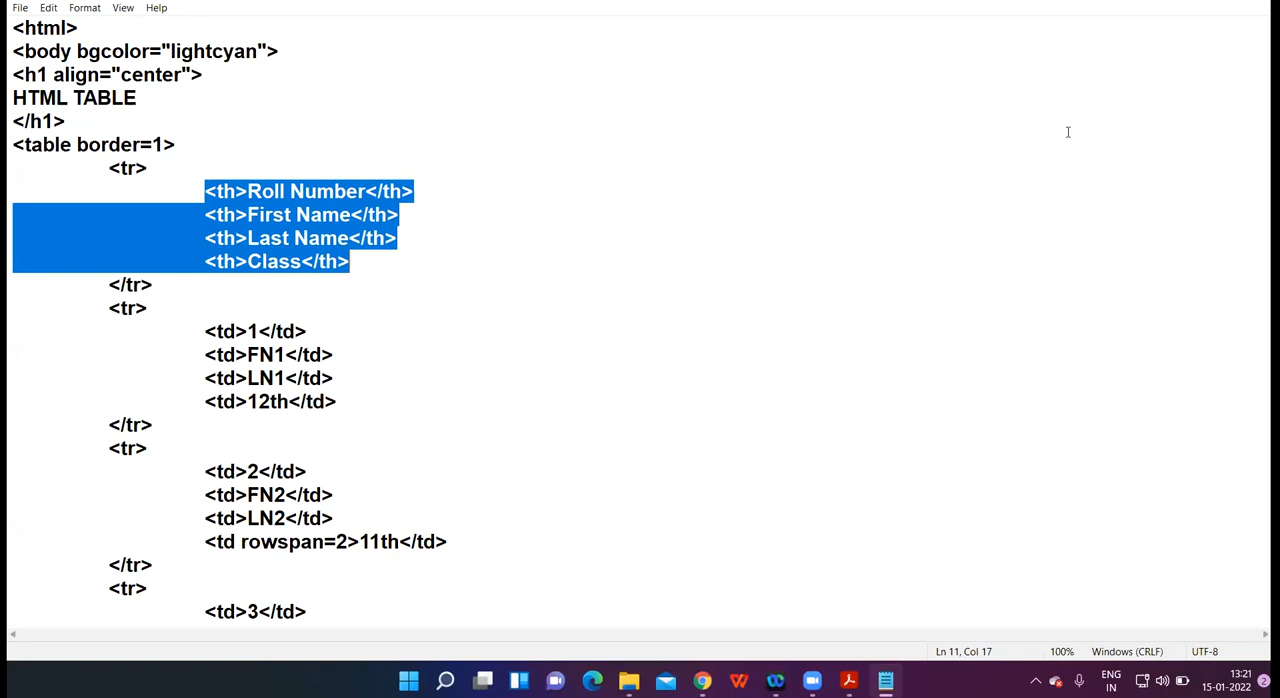 File Edit Format View Help
<html>
<body bgcolor="lightcyan">
<h1 align="center">
HTML TABLE
</h1>
<table border=1>
<tr>
<th>Roll Number</th>
<th>First Name</th>
<th>Last Name</th>
<th>Class</th>
</tr>
<tr>
<td>1</td>
<td>FN1</td>
<td>LN1</td>
<td>12th</td>
</tr>
<tr>
<td>2</td>
<td>FN2</td>
<td>LN2</td>
<td rowspan=2>11th</td>
</tr>
<tr>
<td>3</td>
Ln 11, Col 17 100% Windows (CRLF) UTF-8
ENG 13:21
IN 15-01-2022 2